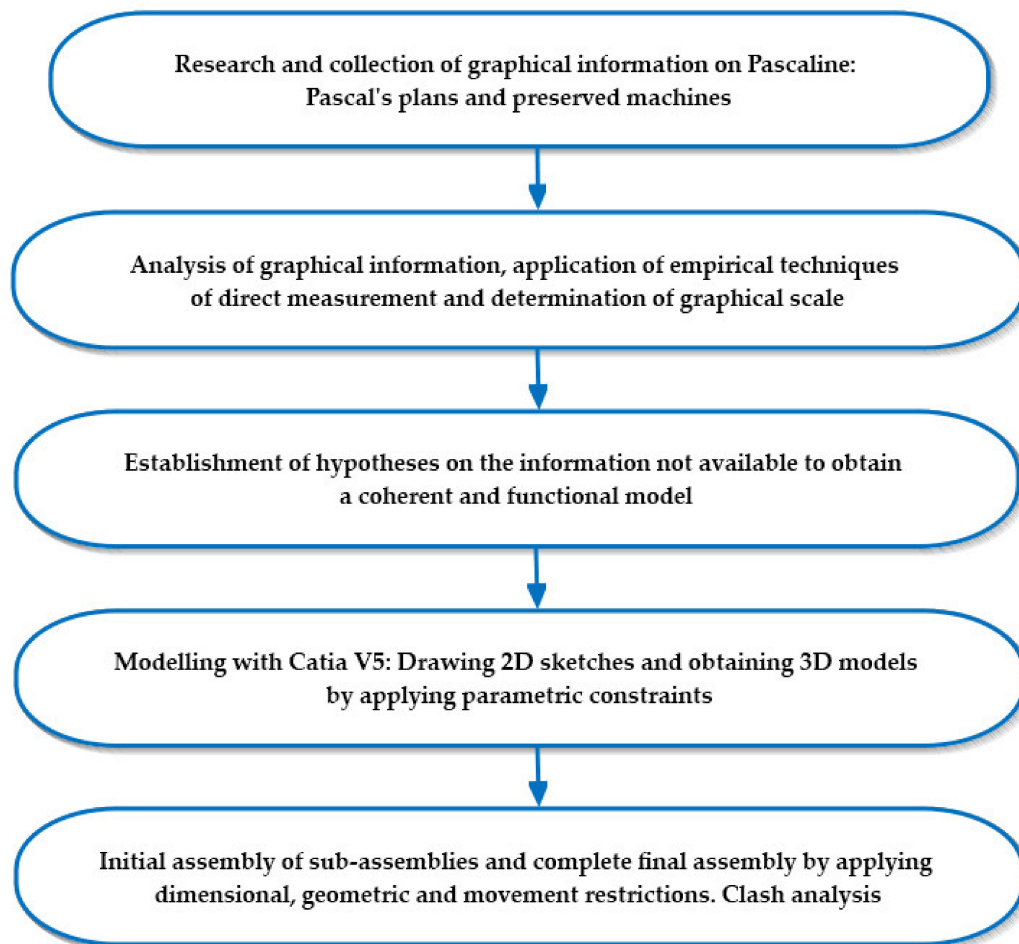 Research and collection of graphical information on Pascaline:
Pascal's plans and preserved machines
Analysis of graphical information, application of empirical techniques
of direct measurement and determination of graphical scale
Establishment of hypotheses on the information not available to obtain
a coherent and functional model
Modelling with Catia V5: Drawing 2D sketches and obtaining 3D models
by applying parametric constraints
Initial assembly of sub-assemblies and complete final assembly by applying
dimensional, geometric and movement restrictions. Clash analysis